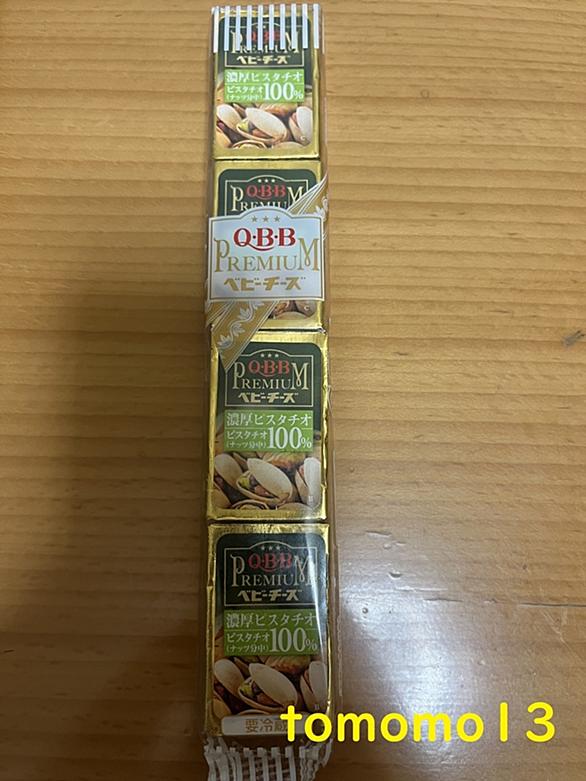 PREMIUM
ベビーチーズ
濃厚ピスタチオ
ピスタチオ
(ナッツ分中)
100%
Q・B・B
PREMIUM
Q・B・B
PREMIUM
ベビーチーズ
Q・B・B
PREMIUM
ベビーチーズ
濃厚ピスタチオ
ピスタチオ
(ナッツ分中)
100%
Q・B・B
PREMIUM
ベビーチーズ
濃厚ピスタチオ
ピスタチオ
(ナッツ分中)
100%
要冷蔵
tomomo13